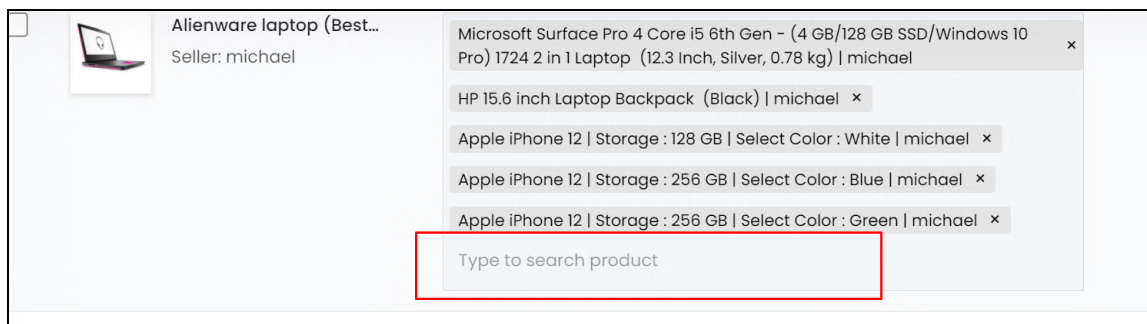 Alienware laptop (Best...
Seller: michael
Microsoft Surface Pro 4 Core i5 6th Gen - (4 GB/128 GB SSD/Windows 10
Pro) 1724 2 in 1 Laptop (12.3 Inch, Silver, 0.78 kg) | michael ×
HP 15.6 inch Laptop Backpack (Black) | michael ×
Apple iPhone 12 | Storage : 128 GB | Select Color : White | michael ×
Apple iPhone 12 | Storage : 256 GB | Select Color : Blue | michael ×
Apple iPhone 12 | Storage : 256 GB | Select Color : Green | michael ×
Type to search product